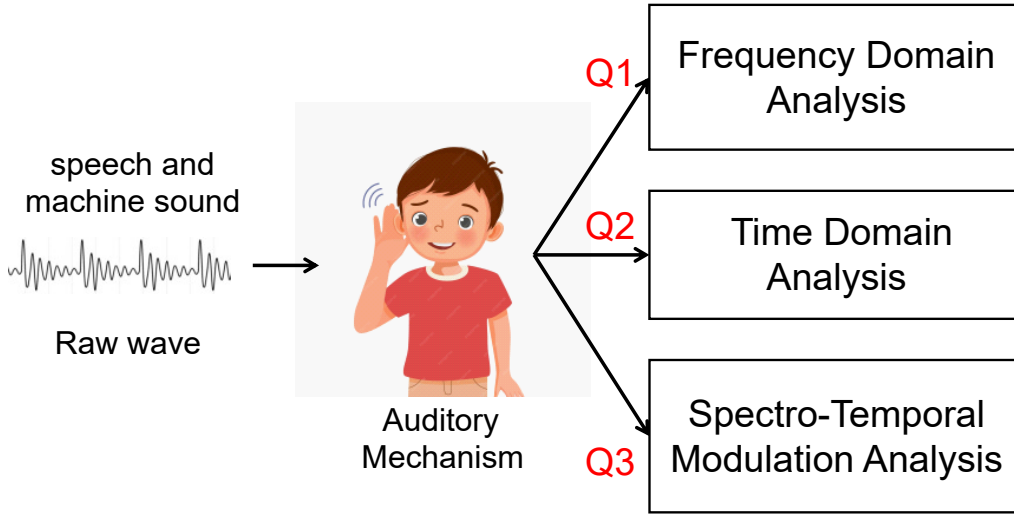 speech and
machine sound
Raw wave
Auditory
Mechanism
Q1
Frequency Domain
Analysis
Q2
Time Domain
Analysis
Q3
Spectro-Temporal
Modulation Analysis